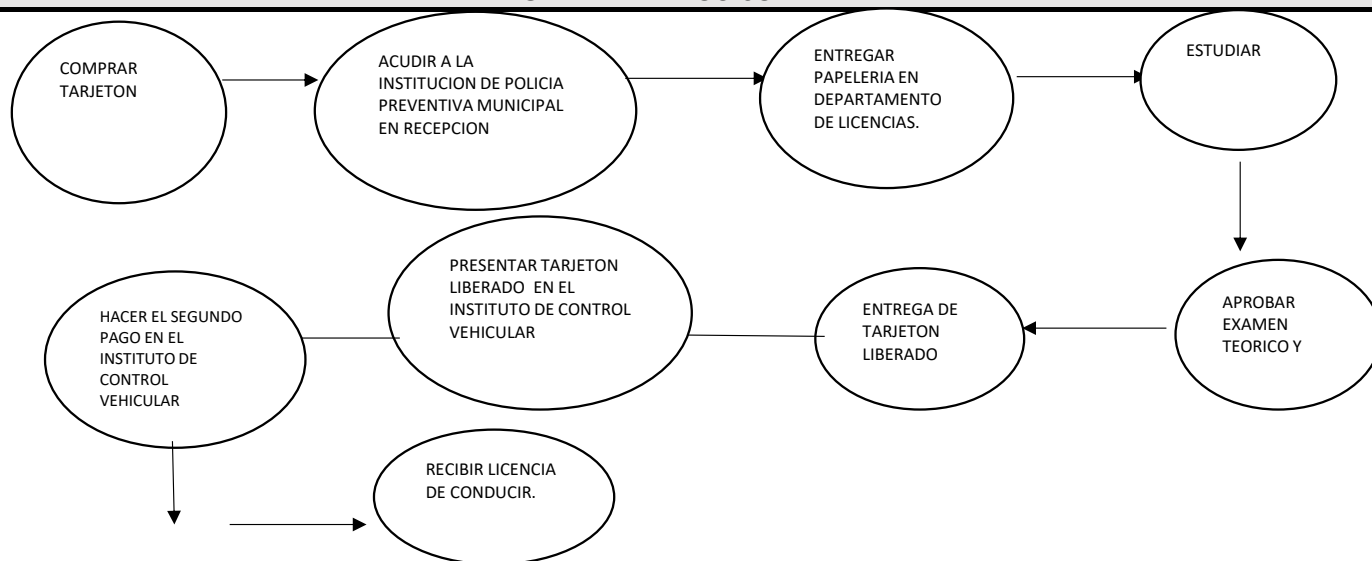 COMPRAR
TARJETON
ACUDIR A LA
INSTITUCION DE POLICIA
PREVENTIVA MUNICIPAL
EN RECEPCION
ENTREGAR
PAPELERIA EN
DEPARTAMENTO
DE LICENCIAS.
ESTUDIAR
APROBAR
EXAMEN
TEORICO Y
ENTREGA DE
TARJETON
LIBERADO
PRESENTAR TARJETON
LIBERADO EN EL
INSTITUTO DE CONTROL
VEHICULAR
HACER EL SEGUNDO
PAGO EN EL
INSTITUTO DE
CONTROL
VEHICULAR
RECIBIR LICENCIA
DE CONDUCIR.